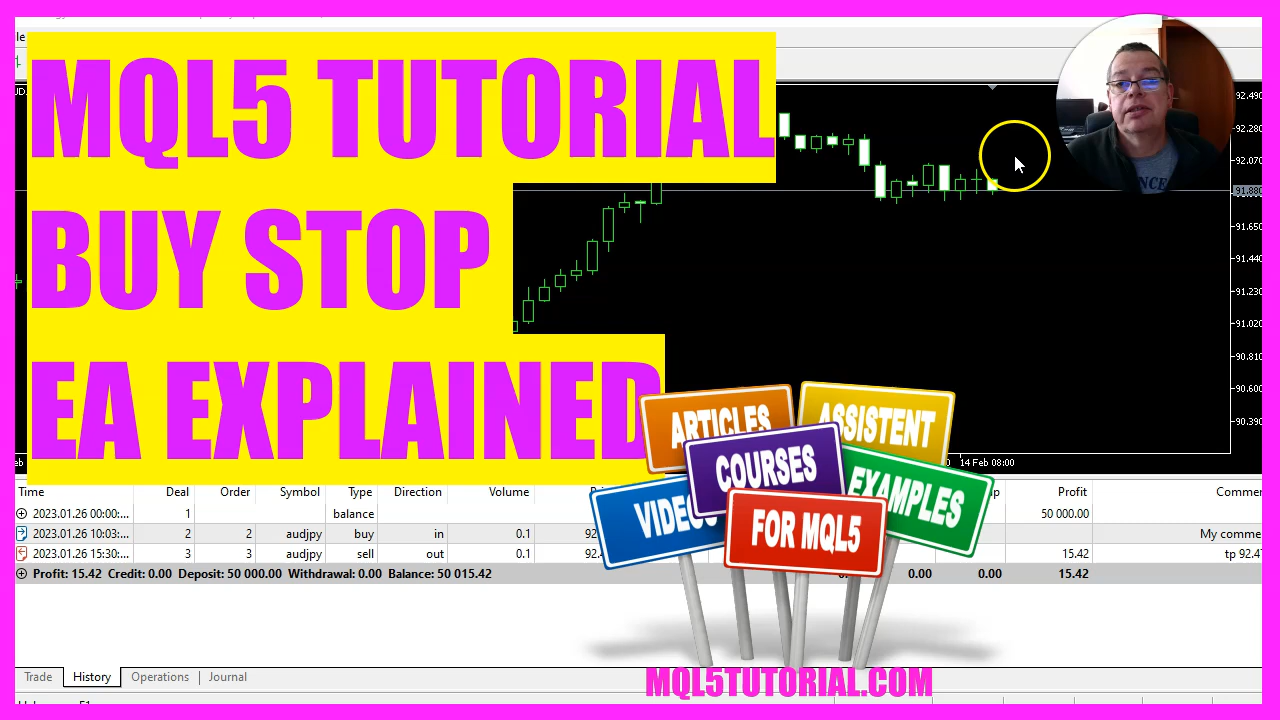 MQL5 TUTORIAL
BUY STOP
EA EXPLAINED
92.490
92.280
92.070
91.880
91.650
91.440
91.230
91.020
90.810
90.600
90.390
14 Feb 08:00
ARTICLES
ASSISTENT
COURSES
EXAMPLES
FOR MQL5
Time Deal Order Symbol Type Direction Volume Profit
2023.01.26 00:00:... 1 balance 50 000.00
2023.01.26 10:03:... 2 2 audjpy buy in 0.1 My comme
2023.01.26 15:30:... 3 3 audjpy sell out 0.1 15.42
Profit: 15.42 Credit: 0.00 Deposit: 50 000.00 Withdrawal: 0.00 Balance: 50 015.42 0.00 0.00 15.42
Trade History Operations Journal
MQL5TUTORIAL.COM